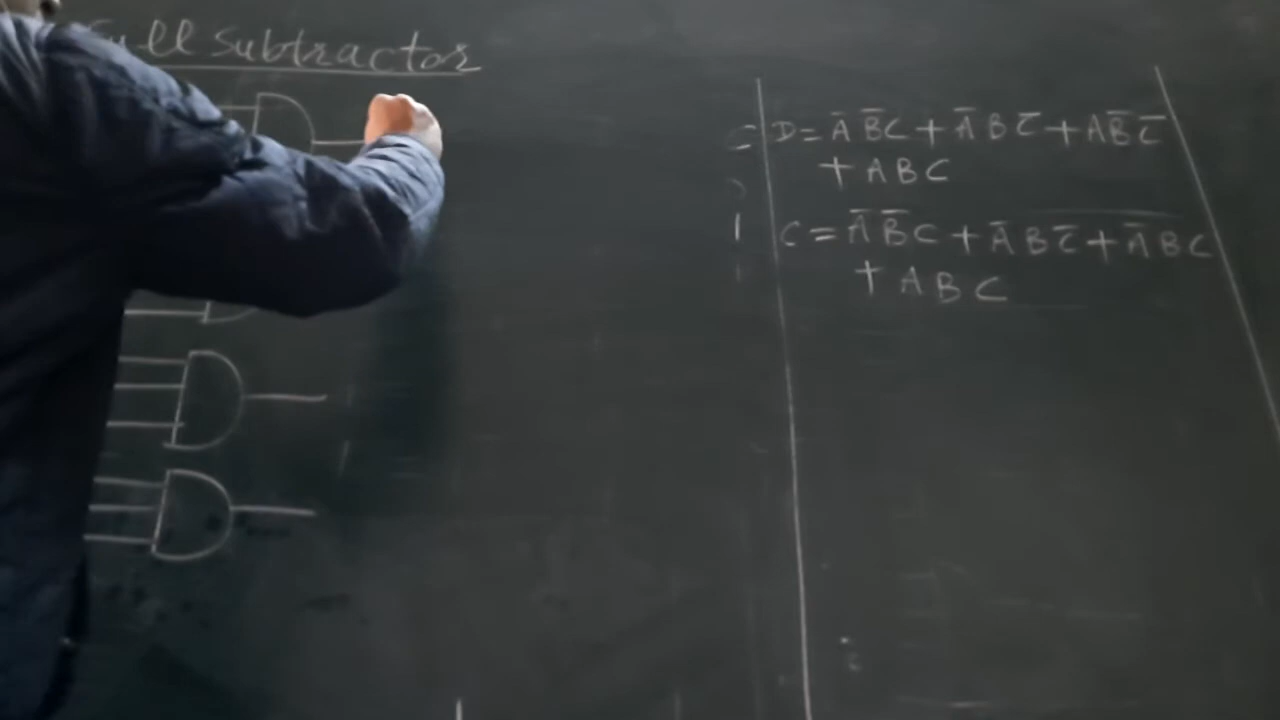 Full Subtractor
D = A̅ B̅ C + A̅ B C̅ + A B̅ C̅
+ A B C
C = A̅ B̅ C + A̅ B C̅ + A̅ B C
+ A B C